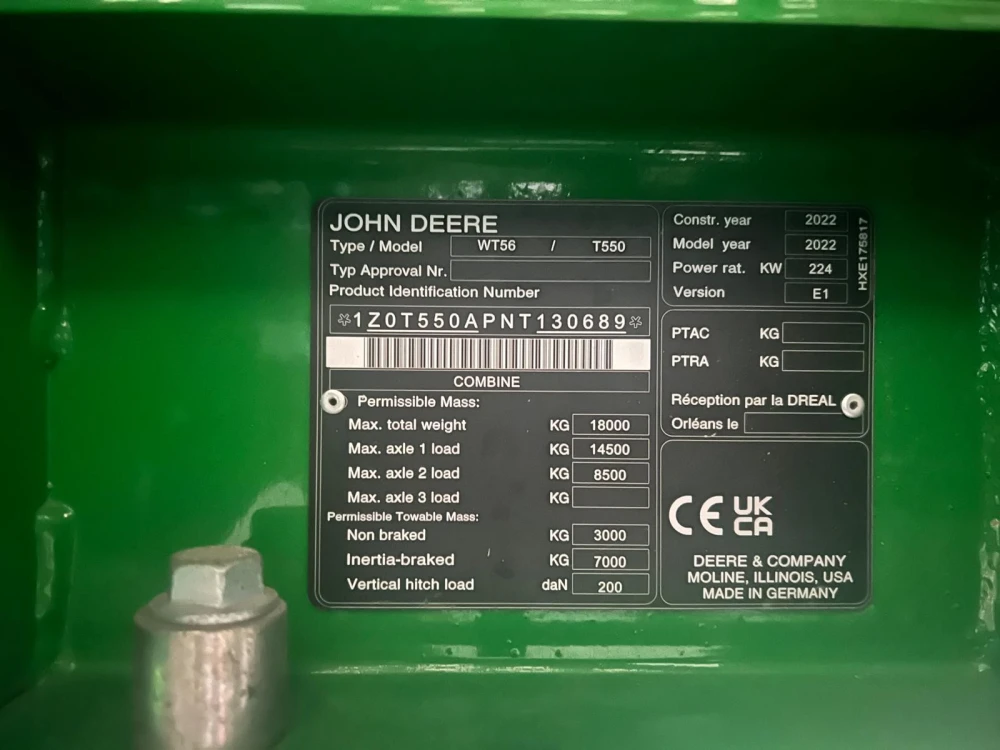 JOHN DEERE
Type / Model WT56 / T550
Typ Approval Nr.
Product Identification Number
*1Z0T550APNT130689*
COMBINE
Permissible Mass:
Max. total weight KG 18000
Max. axle 1 load KG 14500
Max. axle 2 load KG 8500
Max. axle 3 load KG
Permissible Towable Mass:
Non braked KG 3000
Inertia-braked KG 7000
Vertical hitch load daN 200
Constr. year 2022
Model year 2022
Power rat. KW 224
Version E1
HXE175817
PTAC KG
PTRA KG
Réception par la DREAL
Orléans le
CE UK
CA
DEERE & COMPANY
MOLINE, ILLINOIS, USA
MADE IN GERMANY